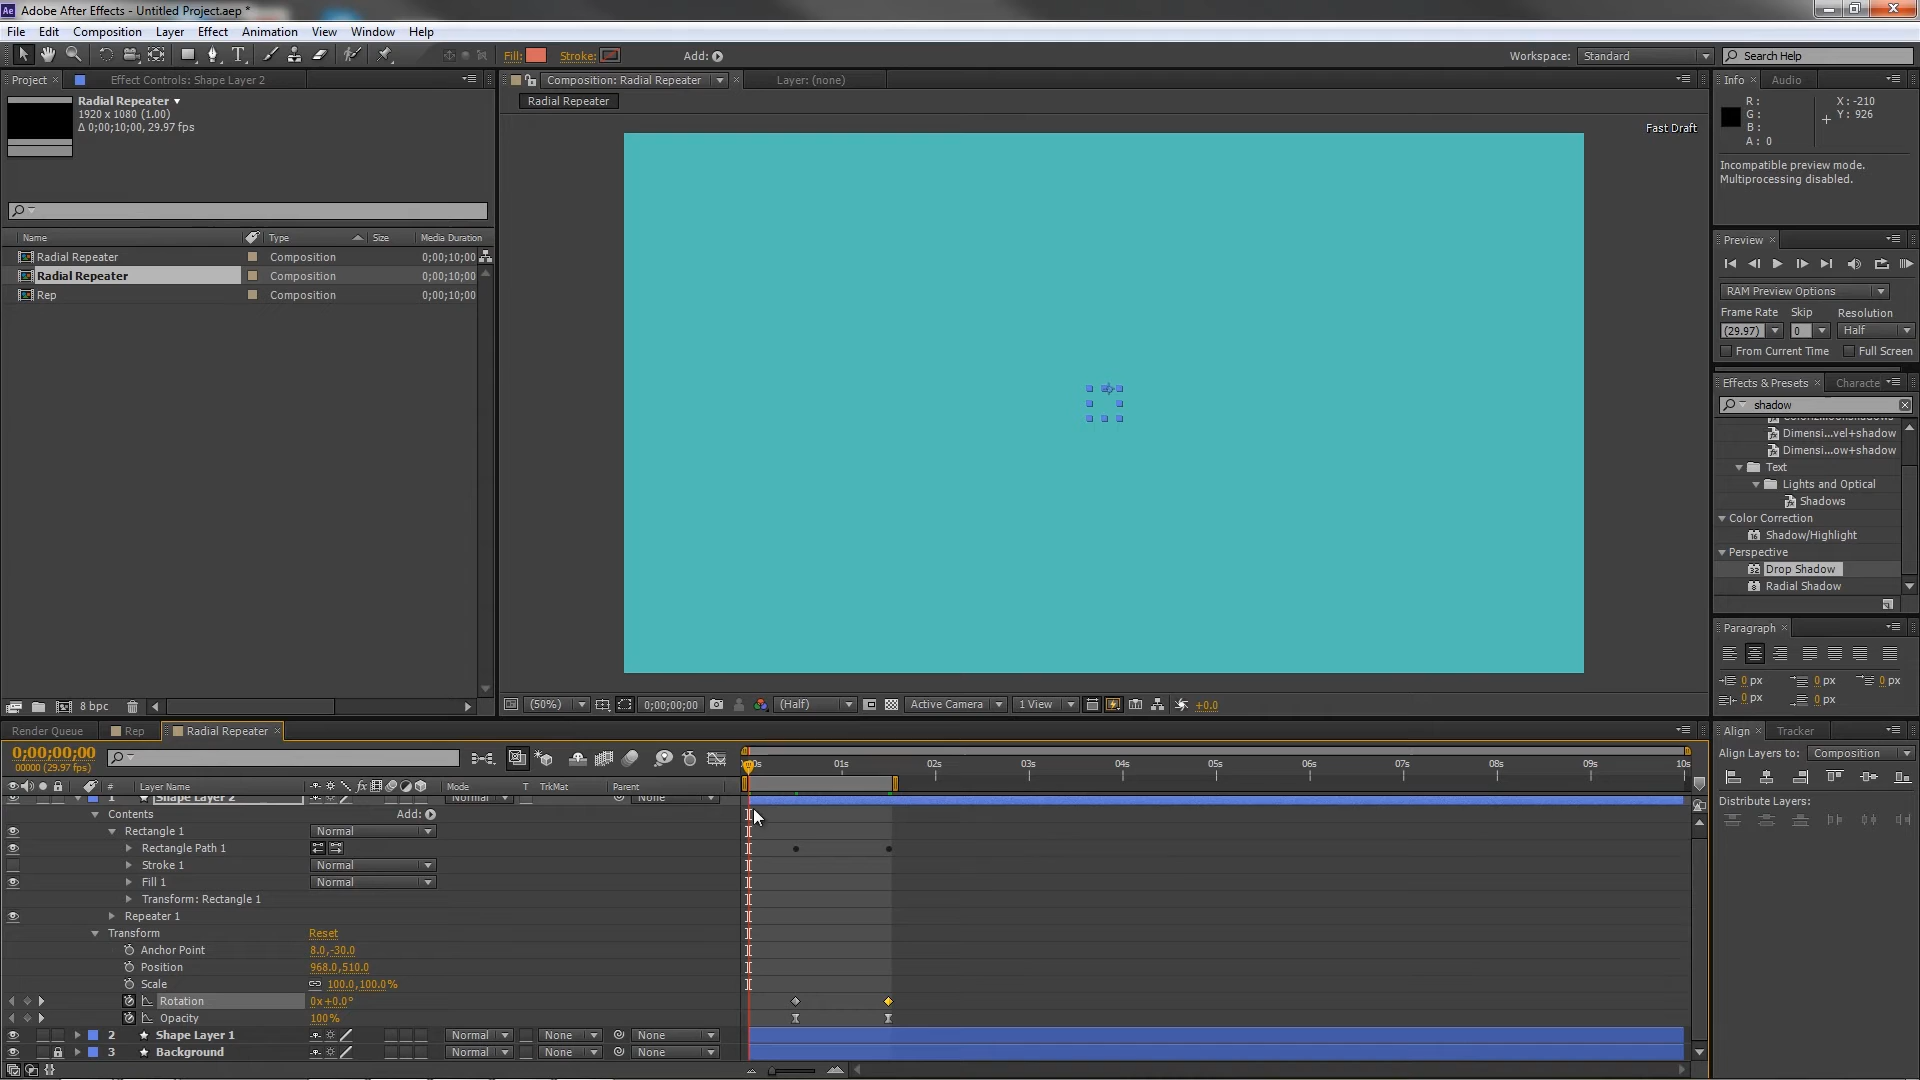 Ae Adobe After Effects - Untitled Project.aep *
File Edit Composition Layer Effect Animation View Window Help
Fill: Stroke: Add: Workspace: Standard Search Help
Project Effect Controls: Shape Layer 2
Composition: Radial Repeater Layer: (none)
Info Audio
Radial Repeater
1920 x 1080 (1.00)
Δ 0;00;10;00, 29.97 fps
Radial Repeater
Fast Draft
R: X: -210
G: Y: 926
B:
A: 0
Incompatible preview mode.
Multiprocessing disabled.
Name Type Size Media Duration
Radial Repeater Composition 0;00;10;00
Radial Repeater Composition 0;00;10;00
Rep Composition 0;00;10;00
Preview
RAM Preview Options
Frame Rate Skip Resolution
(29.97) 0 Half
From Current Time Full Screen
Effects & Presets Characte
shadow
Dimensi...vel+shadow
Dimensi...ow+shadow
Text
Lights and Optical
Shadows
Color Correction
16 Shadow/Highlight
Perspective
32 Drop Shadow
8 Radial Shadow
Paragraph
0 px 0 px 0 px
0 px 0 px
8 bpc
(50%) 0;00;00;00 (Half) Active Camera 1 View +0.0
Render Queue Rep Radial Repeater
0;00;00;00
00000 (29.97 fps)
01s 02s 03s 04s 05s 06s 07s 08s 09s 10s
# Layer Name fx Mode T TrkMat Parent
1 Shape Layer 2 Normal None
Contents Add:
Rectangle 1 Normal
Rectangle Path 1
Stroke 1 Normal
Fill 1 Normal
Transform: Rectangle 1
Repeater 1
Transform Reset
Anchor Point 8.0,-30.0
Position 968.0,510.0
Scale 100.0,100.0%
Rotation 0x+0.0°
Opacity 100%
2 Shape Layer 1 Normal None None
3 Background Normal None None
Align Tracker
Align Layers to: Composition
Distribute Layers: